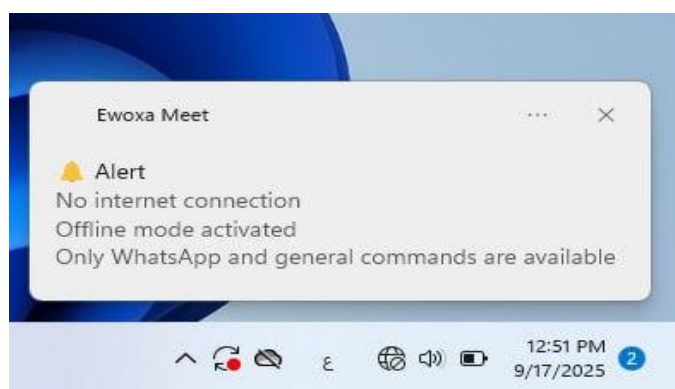 Ewoxa Meet
Alert
No internet connection
Offline mode activated
Only WhatsApp and general commands are available
ع
12:51 PM
9/17/2025
2